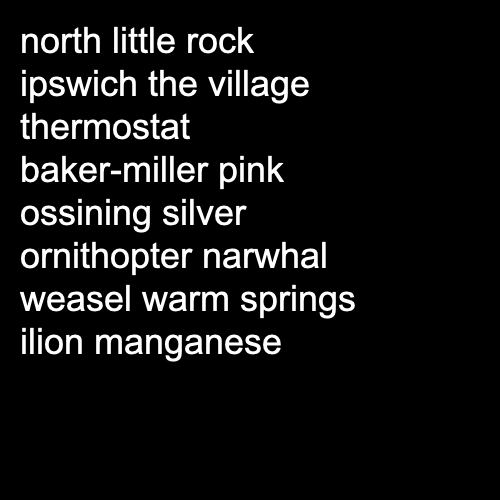 north little rock
ipswich the village
thermostat
baker-miller pink
ossining silver
ornithopter narwhal
weasel warm springs
ilion manganese